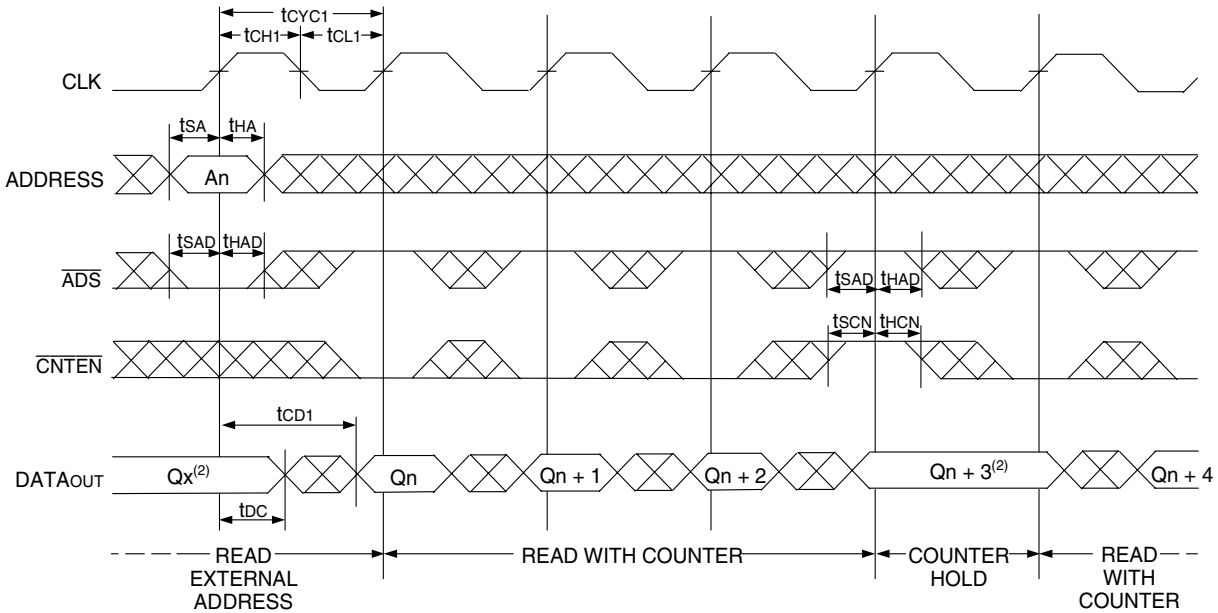 tCYC1
tCH1 tCL1
CLK
tSA tHA
ADDRESS An
tSAD tHAD
ADS
tSAD tHAD
tSCN tHCN
CNTEN
tCD1
DATAOUT Qx(2) Qn Qn + 1 Qn + 2 Qn + 3(2) Qn + 4
tDC
READ EXTERNAL ADDRESS
READ WITH COUNTER
COUNTER HOLD
READ WITH COUNTER